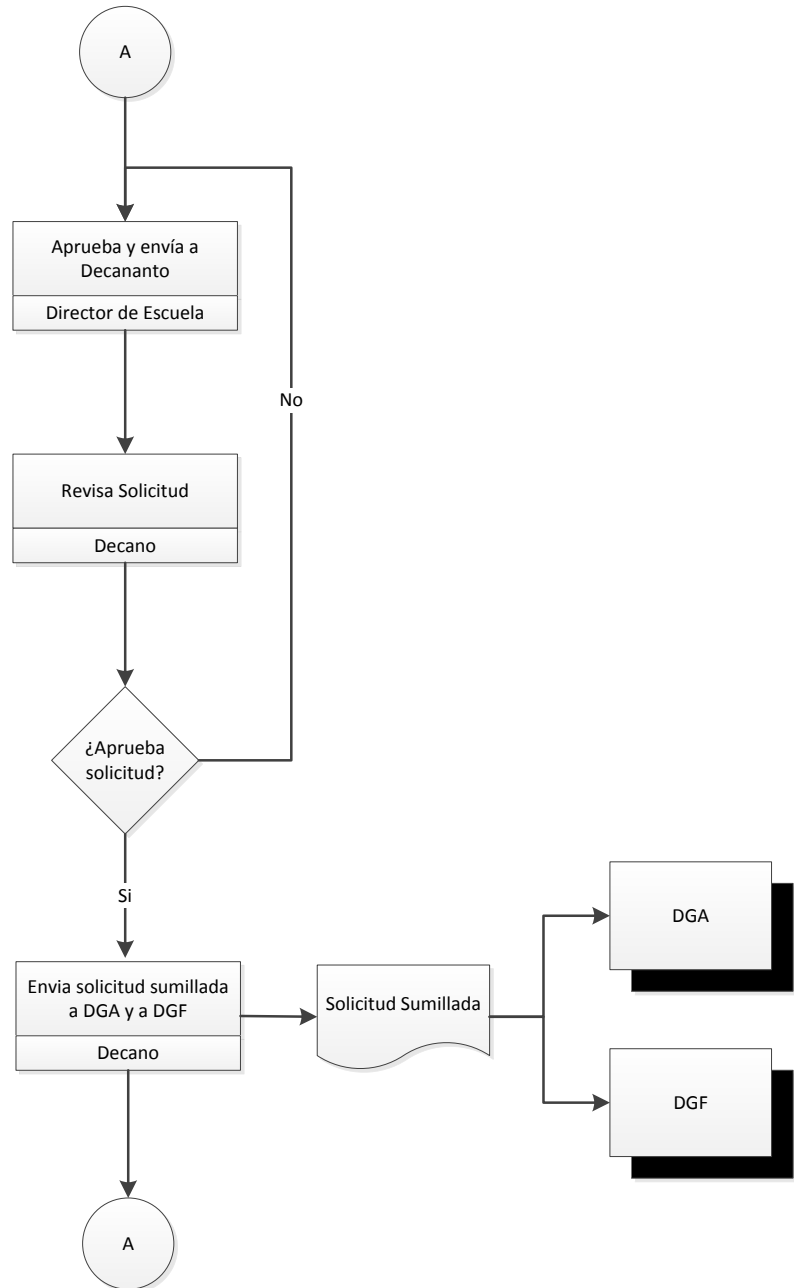 A
Aprueba y envía a
Decananto
Director de Escuela
No
Revisa Solicitud
Decano
¿Aprueba
solicitud?
Si
DGA
Envia solicitud sumillada
a DGA y a DGF
Decano
Solicitud Sumillada
DGF
A